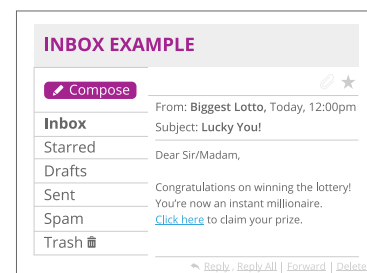 INBOX EXAMPLE
Compose
Inbox
Starred
Drafts
Sent
Spam
Trash
From: Biggest Lotto, Today, 12:00pm
Subject: Lucky You!
Dear Sir/Madam,
Congratulations on winning the lottery!
You're now an instant millionaire.
Click here to claim your prize.
Reply, Reply All | Forward | Delete